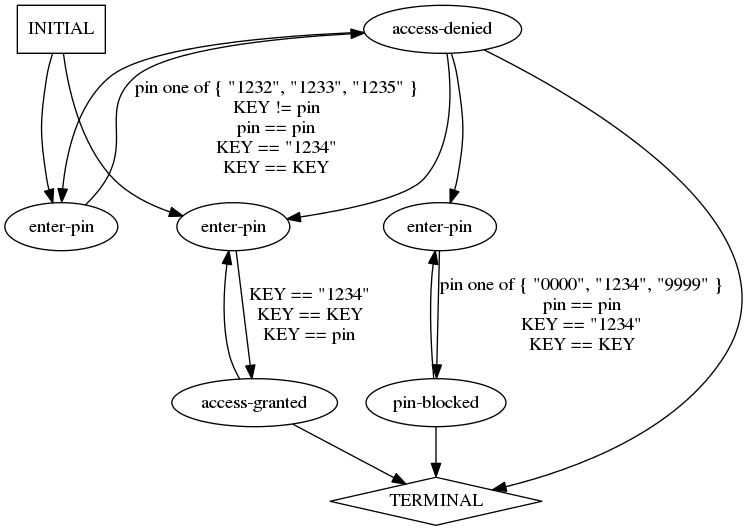 INITIAL
access-denied
pin one of { "1232", "1233", "1235" }
KEY != pin
pin == pin
KEY == "1234"
KEY == KEY
enter-pin
enter-pin
enter-pin
KEY == "1234"
KEY == KEY
KEY == pin
pin one of { "0000", "1234", "9999" }
pin == pin
KEY == "1234"
KEY == KEY
access-granted
pin-blocked
TERMINAL